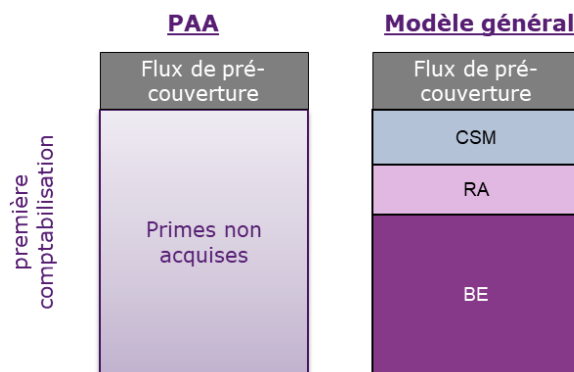 PAA
Modèle général
Flux de pré-
couverture
Flux de pré-
couverture
première
comptabilisation
Primes non
acquises
CSM
RA
BE